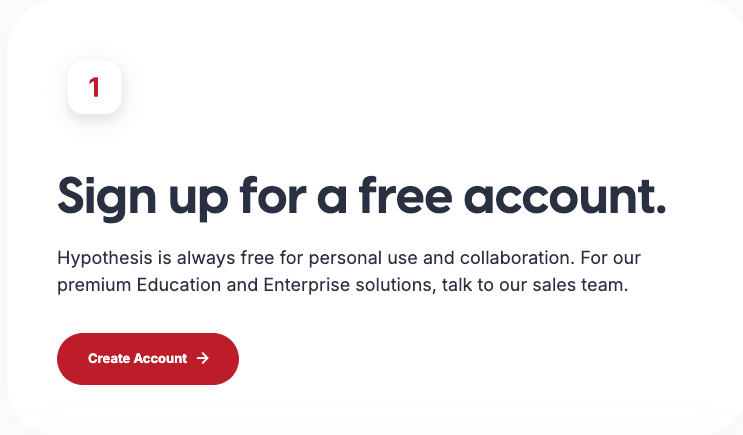 1
Sign up for a free account.
Hypothesis is always free for personal use and collaboration. For our
premium Education and Enterprise solutions, talk to our sales team.
Create Account →